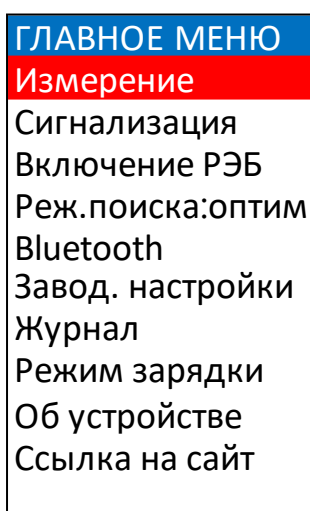 ГЛАВНОЕ МЕНЮ
Измерение
Сигнализация
Включение РЭБ
Реж.поиска:оптим
Bluetooth
Завод. настройки
Журнал
Режим зарядки
Об устройстве
Ссылка на сайт